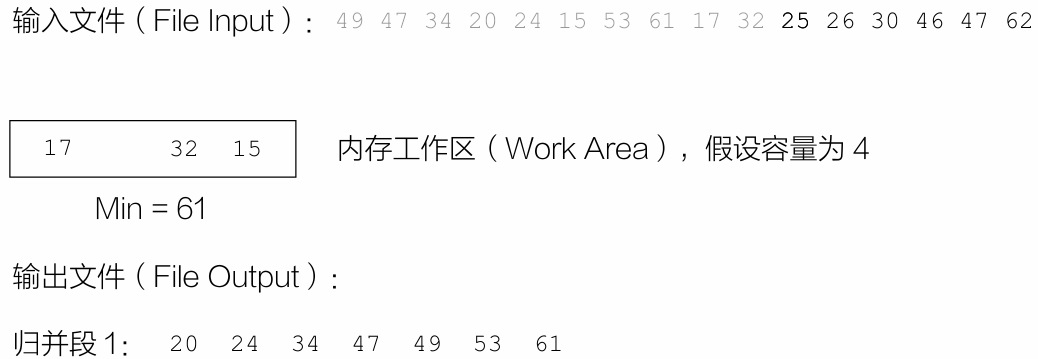 输入文件（File Input）： 49 47 34 20 24 15 53 61 17 32 25 26 30 46 47 62
17 32 15 内存工作区（Work Area），假设容量为 4
Min = 61
输出文件（File Output）：
归并段 1： 20 24 34 47 49 53 61